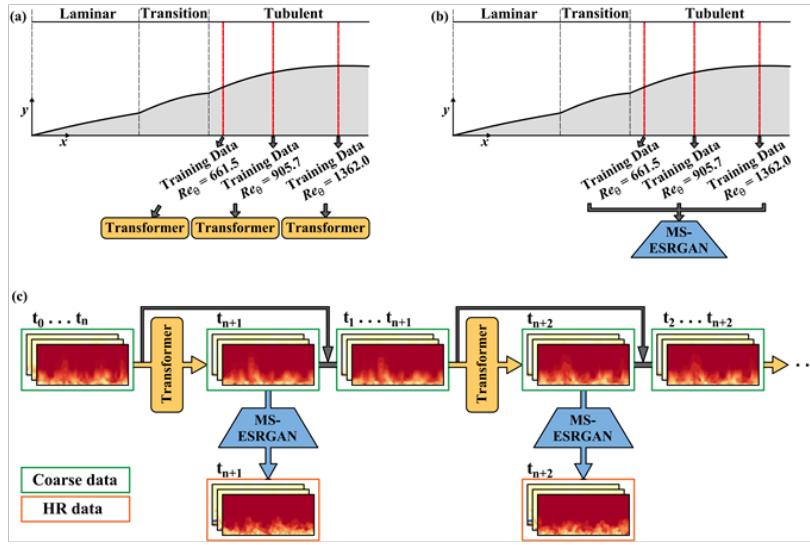 (a)
Laminar
Transition
Tubulent
y
x
Training Data
Reθ = 661.5
Training Data
Reθ = 905.7
Training Data
Reθ = 1362.0
Transformer
Transformer
Transformer
(b)
Laminar
Transition
Tubulent
y
x
Training Data
Reθ = 661.5
Training Data
Reθ = 905.7
Training Data
Reθ = 1362.0
MS-
ESRGAN
(c)
t0 . . . tn
Transformer
tn+1
t1 . . . tn+1
Transformer
tn+2
t2 . . . tn+2
. . .
MS-
ESRGAN
MS-
ESRGAN
tn+1
tn+2
Coarse data
HR data